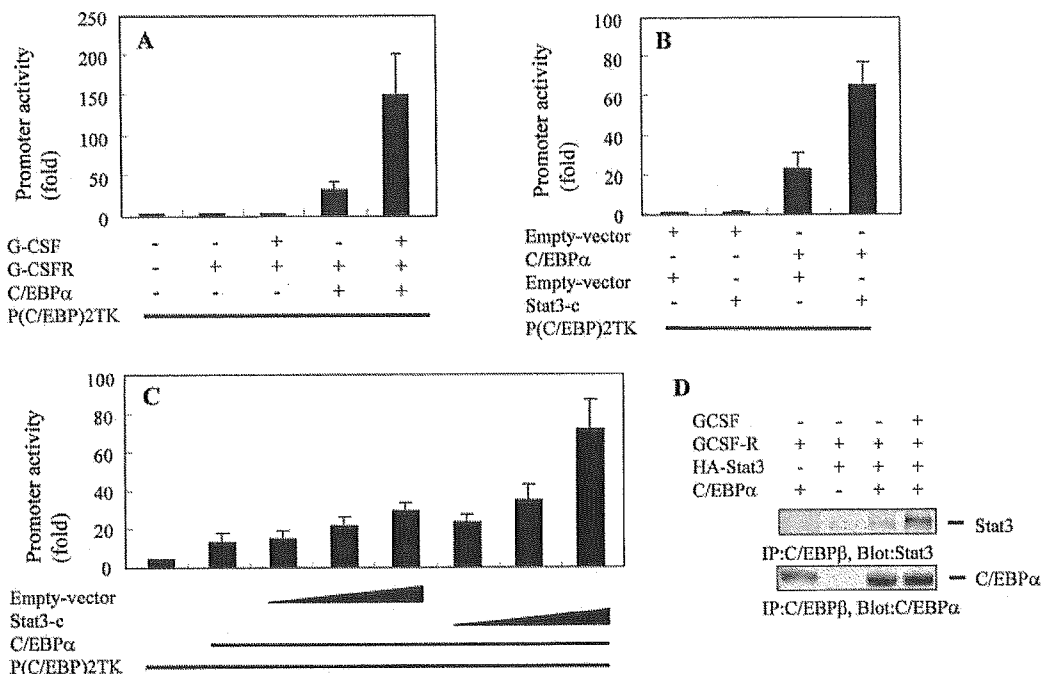 A
Promoter activity
(fold)
250
200
150
100
50
0
G-CSF - - + - +
G-CSFR - + + + +
C/EBPα - - - + +
P(C/EBP)2TK
B
Promoter activity
(fold)
100
80
60
40
20
0
Empty-vector + + - -
C/EBPα - - + +
Empty-vector + - + -
Stat3-c - + - +
P(C/EBP)2TK
C
Promoter activity
(fold)
100
80
60
40
20
0
Empty-vector
Stat3-c
C/EBPα
P(C/EBP)2TK
D
GCSF - - - +
GCSF-R + + + +
HA-Stat3 - + + +
C/EBPα + - + +
Stat3
IP:C/EBPβ, Blot:Stat3
C/EBPα
IP:C/EBPβ, Blot:C/EBPα